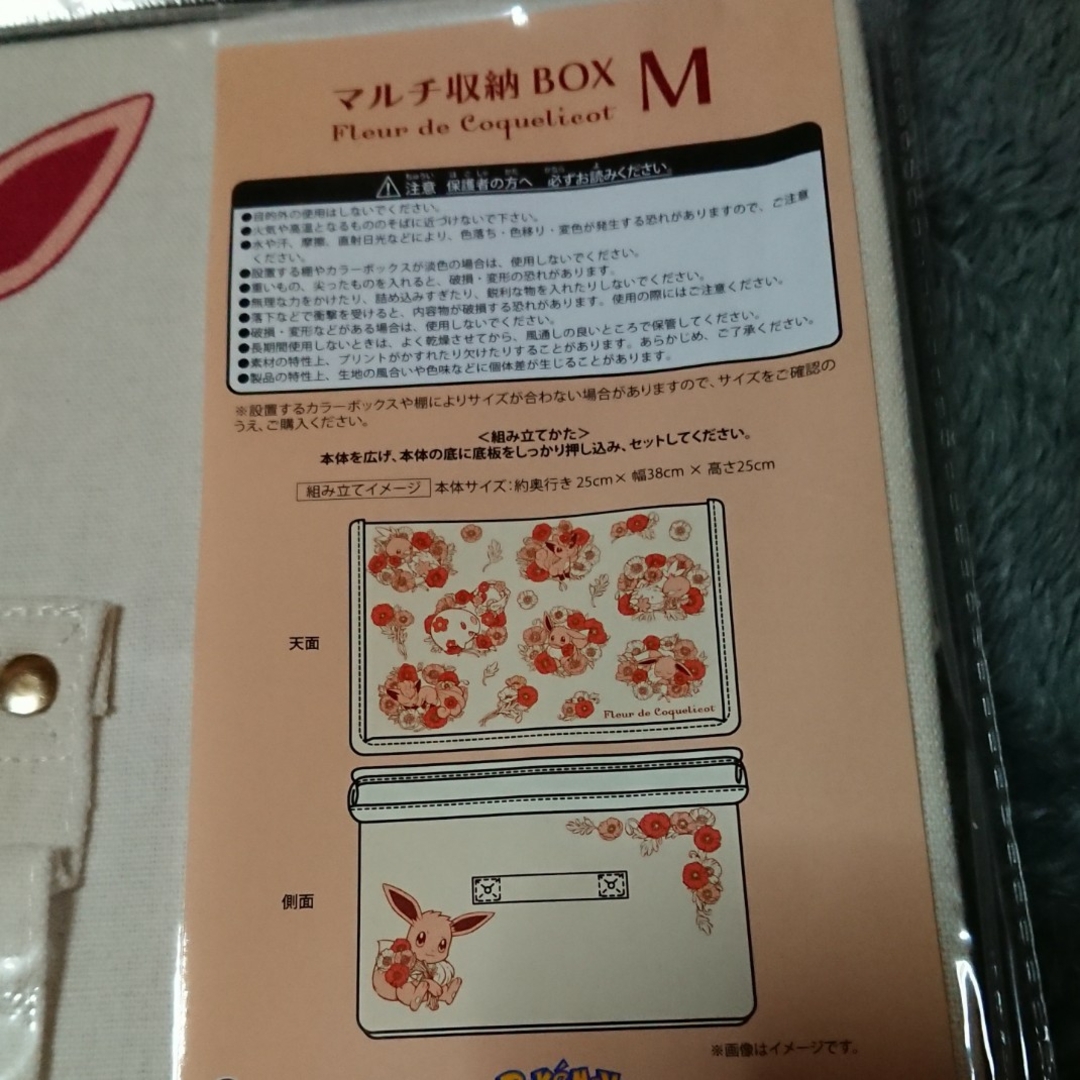 マルチ収納 BOX M
Fleur de Coquelicot
注意 保護者の方へ 必ずお読みください。
●目的外の使用はしないでください。
●火気や高温となるもののそばに近づけないで下さい。
●水や汗、摩擦、直射日光などにより、色落ち・色移り・変色が発生する恐れがありますので、ご注意
ください。
●設置する棚やカラーボックスが淡色の場合は、使用しないでください。
●重いもの、尖ったものを入れると、破損・変形の恐れがあります。
●無理な力をかけたり、詰め込みすぎたり、鋭利な物を入れたりしないでください。
●落下などで衝撃を受けると、内容物が破損する恐れがあります。使用の際にはご注意ください。
●破損・変形などがある場合は、使用しないでください。
●長期間使用しないときは、よく乾燥させてから、風通しの良いところで保管してください。
●素材の特性上、プリントがかすれたり欠けたりすることがあります。あらかじめ、ご了承ください。
●製品の特性上、生地の風合いや色味などに個体差が生じることがあります。
※設置するカラーボックスや棚によりサイズが合わない場合がありますので、サイズをご確認の
うえ、ご購入ください。
<組み立てかた>
本体を広げ、本体の底に底板をしっかり押し込み、セットしてください。
組み立てイメージ 本体サイズ：約奥行き 25cm× 幅38cm × 高さ25cm
天面
Fleur de Coquelicot
側面
※画像はイメージです。